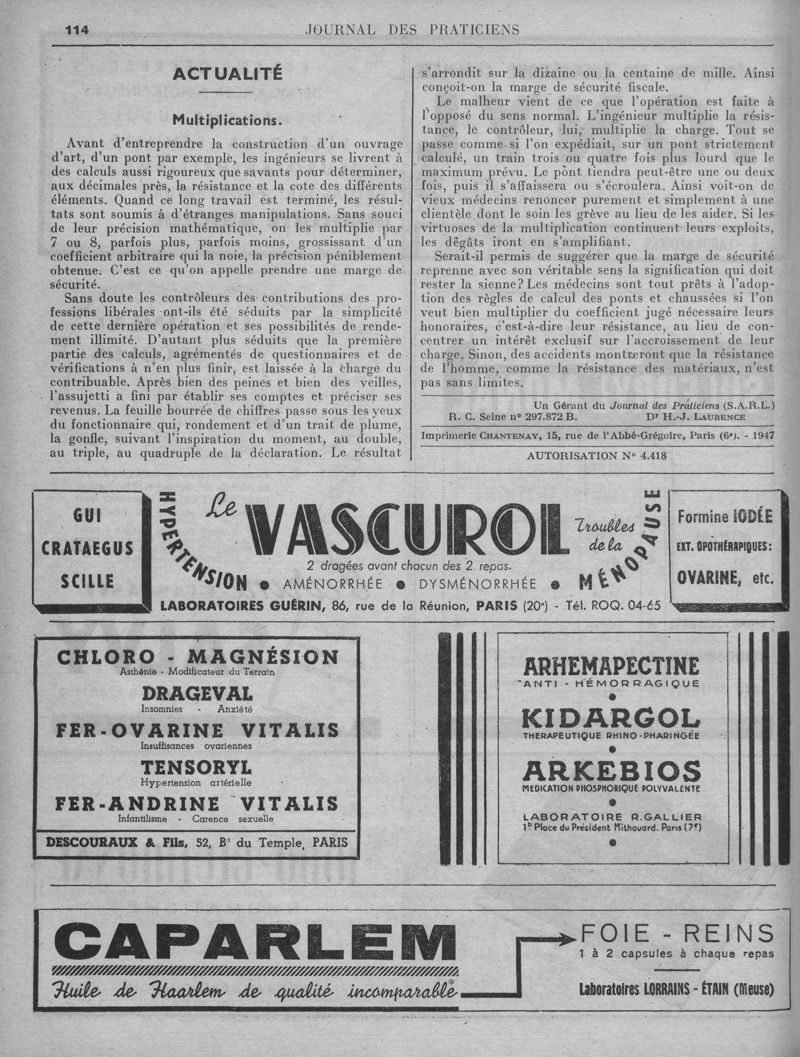 114
JOURNAL DES PRATICIENS
ACTUALITÉ
Multiplications.
Avant d'entreprendre la construction d'un ouvrage
d'art, d'un pont par exemple, les ingénieurs se livrent à
des calculs aussi rigoureux que savants pour déterminer,
aux décimales près, la résistance et la cote des différents
éléments. Quand ce long travail est terminé, les résul-
tats sont soumis à d'étranges manipulations. Sans souci
de leur précision mathématique, on les multiplie par
7 ou 8, parfois plus, parfois moins, grossissant d'un
coefficient arbitraire qui la noie, la précision péniblement
obtenue. C'est ce qu'on appelle prendre une marge de
sécurité.
Sans doute les contrôleurs des contributions des pro-
fessions libérales ont-ils été séduits par la simplicité
de cette dernière opération et ses possibilités de rende-
ment illimité. D'autant plus séduits que la première
partie des calculs, agrémentés de questionnaires et de
vérifications à n'en plus finir, est laissée à la charge du
contribuable. Après bien des peines et bien des veilles,
l'assujetti a fini par établir ses comptes et préciser ses
revenus. La feuille bourrée de chiffres passe sous les yeux
du fonctionnaire qui, rondement et d'un trait de plume,
la gonfle, suivant l'inspiration du moment, au double,
au triple, au quadruple de la déclaration. Le résultat
s'arrondit sur la dizaine ou la centaine de mille. Ainsi
conçoit-on la marge de sécurité fiscale.
Le malheur vient de ce que l'opération est faite à
l'opposé du sens normal. L'ingénieur multiplie la résis-
tance, le contrôleur, lui, multiplie la charge. Tout se
passe comme si l'on expédiait, sur un pont strictement
calculé, un train trois ou quatre fois plus lourd que le
maximum prévu. Le pont tiendra peut-être une ou deux
fois, puis il s'affaissera ou s'écroulera. Ainsi voit-on de
vieux médecins renoncer purement et simplement à une
clientèle dont le soin les grève au lieu de les aider. Si les
virtuoses de la multiplication continuent leurs exploits,
les dégâts iront en s'amplifiant.
Serait-il permis de suggérer que la marge de sécurité
reprenne avec son véritable sens la signification qui doit
rester la sienne? Les médecins sont tout prêts à l'adop-
tion des règles de calcul des ponts et chaussées si l'on
veut bien multiplier du coefficient jugé nécessaire leurs
honoraires, c'est-à-dire leur résistance, au lieu de con-
centrer un intérêt exclusif sur l'accroissement de leur
charge. Sinon, des accidents montreront que la résistance
de l'homme, comme la résistance des matériaux, n'est
pas sans limites.
Un Gérant du Journal des Praticiens (S.A.R.L.)
R. C. Seine nº 297.872 B. Dr H.-J. LAURENCE
Imprimerie CHANTENAY, 15, rue de l'Abbé-Grégoire, Paris (6e). - 1947
AUTORISATION Nº 4.418
GUI
CRATAEGUS
SCILLE
Le VASCUROL
HYPERTENSION
Troubles
de la
MÉNOPAUSE
2 dragées avant chacun des 2 repas.
• AMÉNORRHÉE • DYSMÉNORRHÉE •
LABORATOIRES GUÉRIN, 86, rue de la Réunion, PARIS (20e) - Tél. ROQ. 04-65
Formine IODÉE
EXT. OPOTHÉRAPIQUES:
OVARINE, etc.
CHLORO - MAGNÉSION
Asthénie - Modificateur du Terrain
DRAGEVAL
Insomnies - Anxiété
FER-OVARINE VITALIS
Insuffisances ovariennes
TENSORYL
Hypertension artérielle
FER-ANDRINE VITALIS
Infantilisme - Carence sexuelle
DESCOURAUX & Fils, 52, Bd du Temple, PARIS
ARHEMAPECTINE
ANTI - HÉMORRAGIQUE
KIDARGOL
THERAPEUTIQUE RHINO-PHARINGÉE
ARKEBIOS
MEDICATION PHOSPHORIQUE POLYVALENTE
LABORATOIRE R. GALLIER
1b Place du Président Mithouard. Paris (7e)
CAPARLEM
Huile de Haarlem de qualité incomparable
FOIE - REINS
1 à 2 capsules à chaque repas
Laboratoires LORRAINS - ÉTAIN (Meuse)